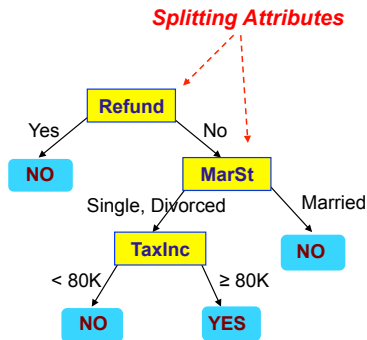 Splitting Attributes
Refund
Yes
No
NO
MarSt
Single, Divorced
Married
TaxInc
NO
< 80K
≥ 80K
NO
YES